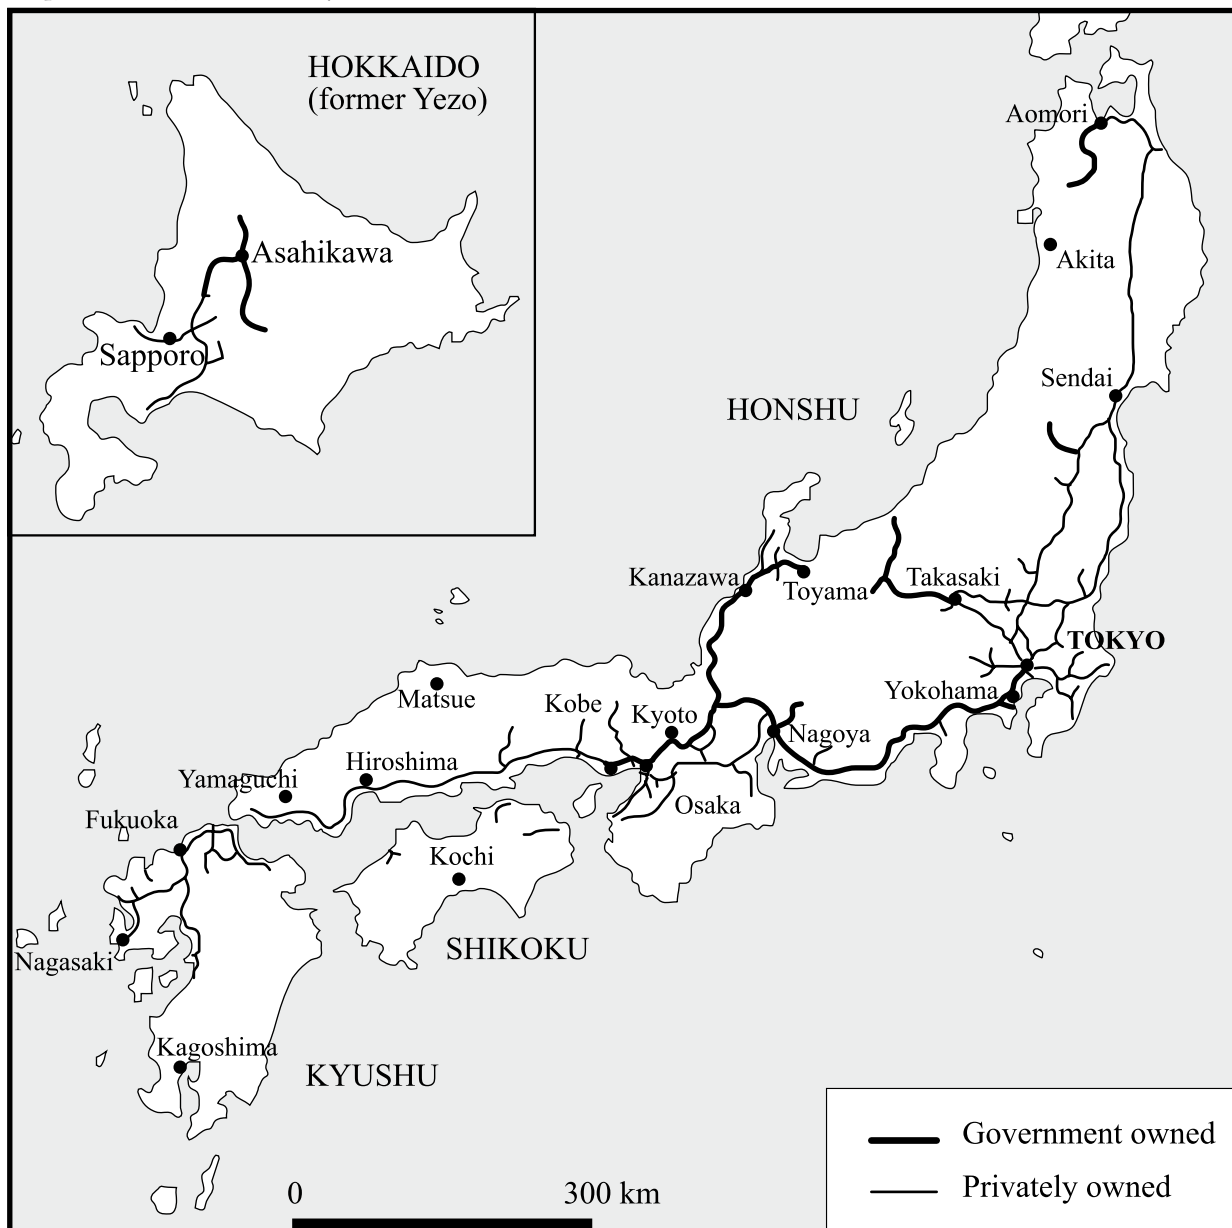 HOKKAIDO
(former Yezo)
Asahikawa
Sapporo
Aomori
Akita
Sendai
HONSHU
Kanazawa
Toyama
Takasaki
TOKYO
Yokohama
Matsue
Kobe
Kyoto
Nagoya
Hiroshima
Yamaguchi
Osaka
Fukuoka
Kochi
SHIKOKU
Nagasaki
Kagoshima
KYUSHU
Government owned
Privately owned
0 300 km